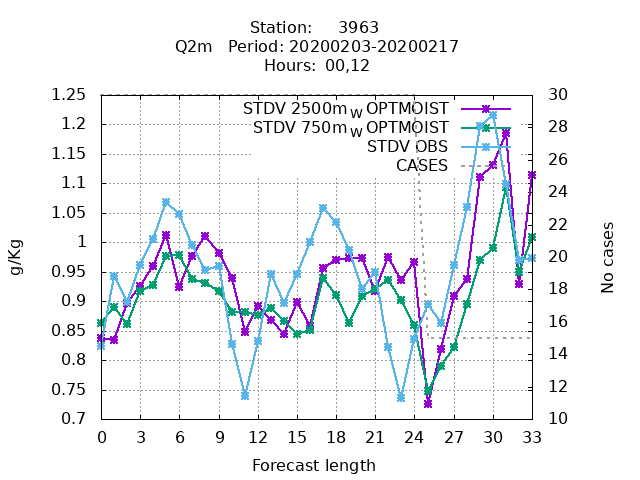 Station: 3963
Q2m Period: 20200203-20200217
Hours: 00,12
STDV 2500m_W OPTMOIST
STDV 750m_W OPTMOIST
STDV OBS
CASES
1.25
1.2
1.15
1.1
1.05
1
0.95
0.9
0.85
0.8
0.75
0.7
g/Kg
30
28
26
24
22
20
18
16
14
12
10
No cases
0 3 6 9 12 15 18 21 24 27 30 33
Forecast length